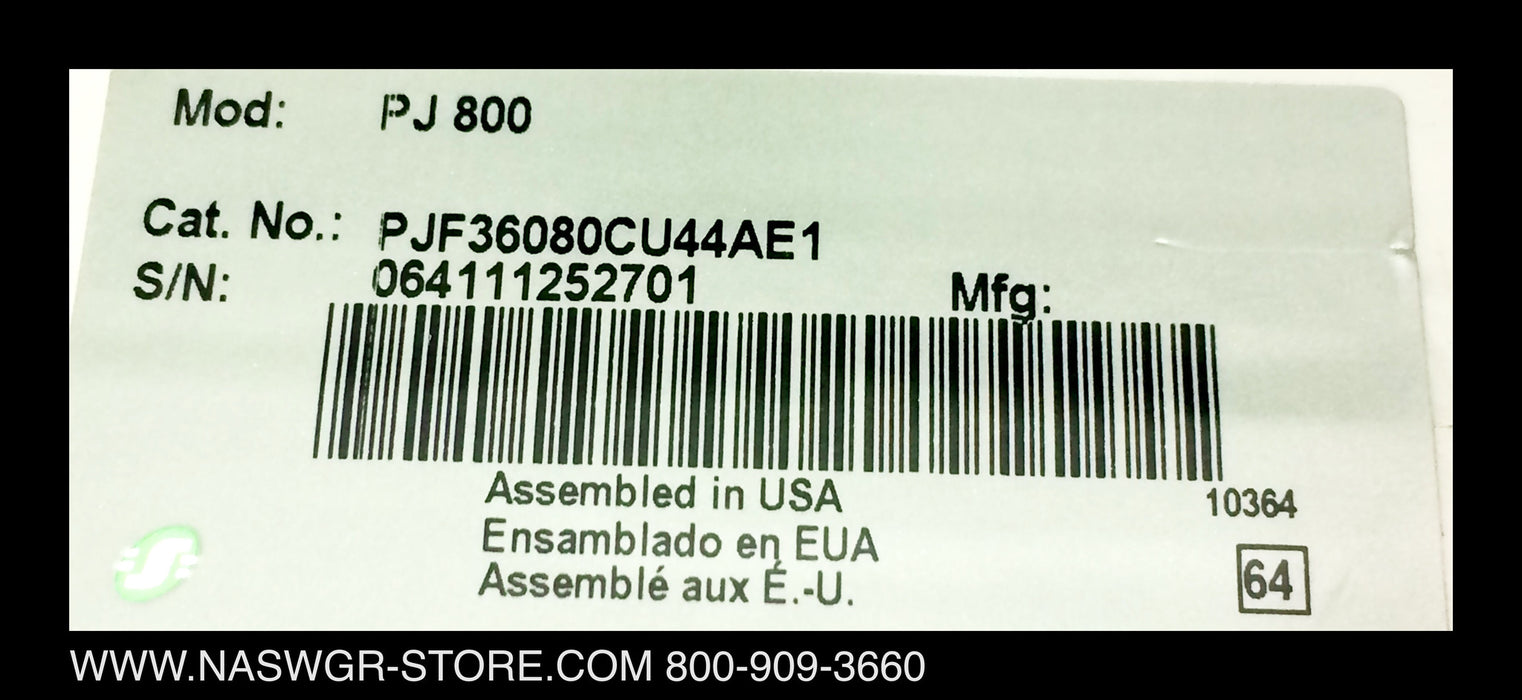 Mod: PJ 800
Cat. No.: PJF36080CU44AE1
S/N: 064111252701 Mfg:
Assembled in USA
10364
Ensamblado en EUA
Assemblé aux É.-U.
64
WWW.NASWGR-STORE.COM 800-909-3660